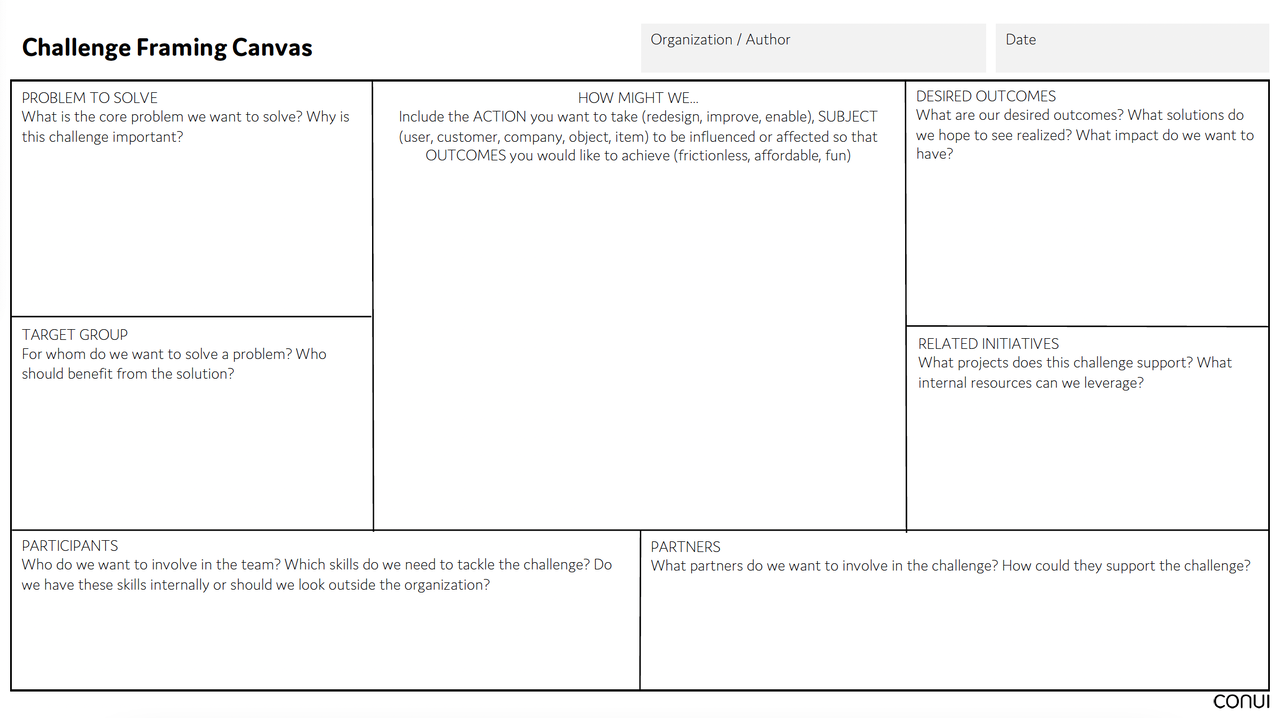 Challenge Framing Canvas
Organization / Author
Date
PROBLEM TO SOLVE
What is the core problem we want to solve? Why is
this challenge important?
HOW MIGHT WE...
Include the ACTION you want to take (redesign, improve, enable), SUBJECT
(user, customer, company, object, item) to be influenced or affected so that
OUTCOMES you would like to achieve (frictionless, affordable, fun)
DESIRED OUTCOMES
What are our desired outcomes? What solutions do
we hope to see realized? What impact do we want to
have?
TARGET GROUP
For whom do we want to solve a problem? Who
should benefit from the solution?
RELATED INITIATIVES
What projects does this challenge support? What
internal resources can we leverage?
PARTICIPANTS
Who do we want to involve in the team? Which skills do we need to tackle the challenge? Do
we have these skills internally or should we look outside the organization?
PARTNERS
What partners do we want to involve in the challenge? How could they support the challenge?
conui